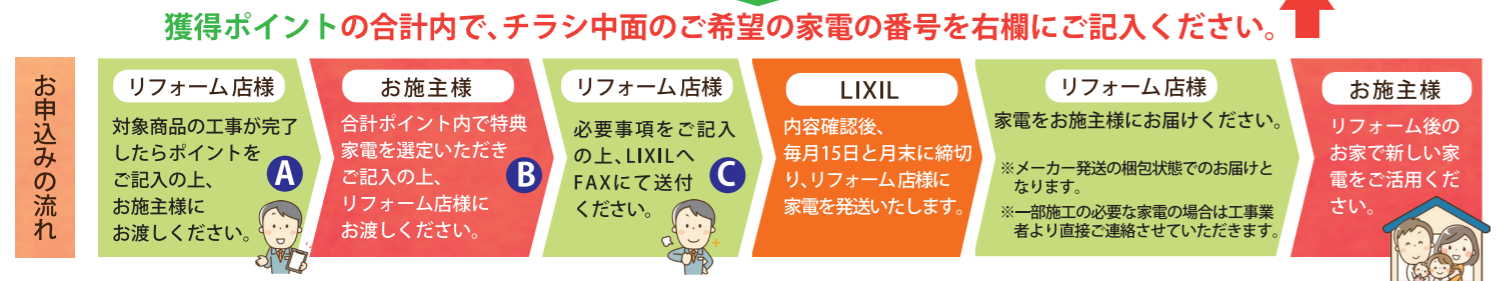 獲得ポイントの合計内で、チラシ中面のご希望の家電の番号を右欄にご記入ください。
お申込みの流れ
リフォーム店様
対象商品の工事が完了
したらポイントを
ご記入の上、
お施主様に
お渡しください。
A
お施主様
合計ポイント内で特典
家電を選定いただき
ご記入の上、
リフォーム店様に
お渡しください。
B
リフォーム店様
必要事項をご記入
の上、LIXILへ
FAXにて送付
ください。
C
LIXIL
内容確認後、
毎月15日と月末に締切
り、リフォーム店様に
家電を発送いたします。
リフォーム店様
家電をお施主様にお届けください。
※メーカー発送の梱包状態でのお届けと
なります。
※一部施工の必要な家電の場合は工事業
者より直接ご連絡させていただきます。
お施主様
リフォーム後の
お家で新しい家
電をご活用くだ
さい。